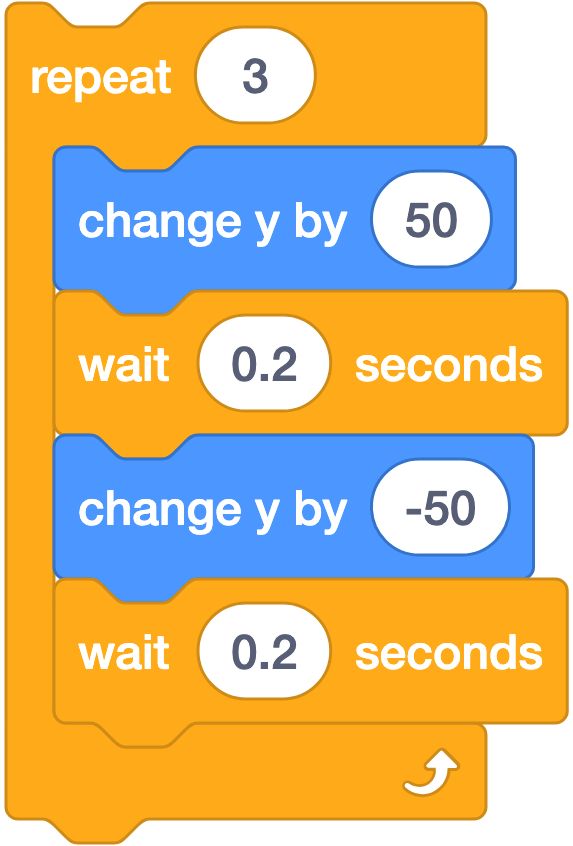 repeat 3
change y by 50
wait 0.2 seconds
change y by -50
wait 0.2 seconds